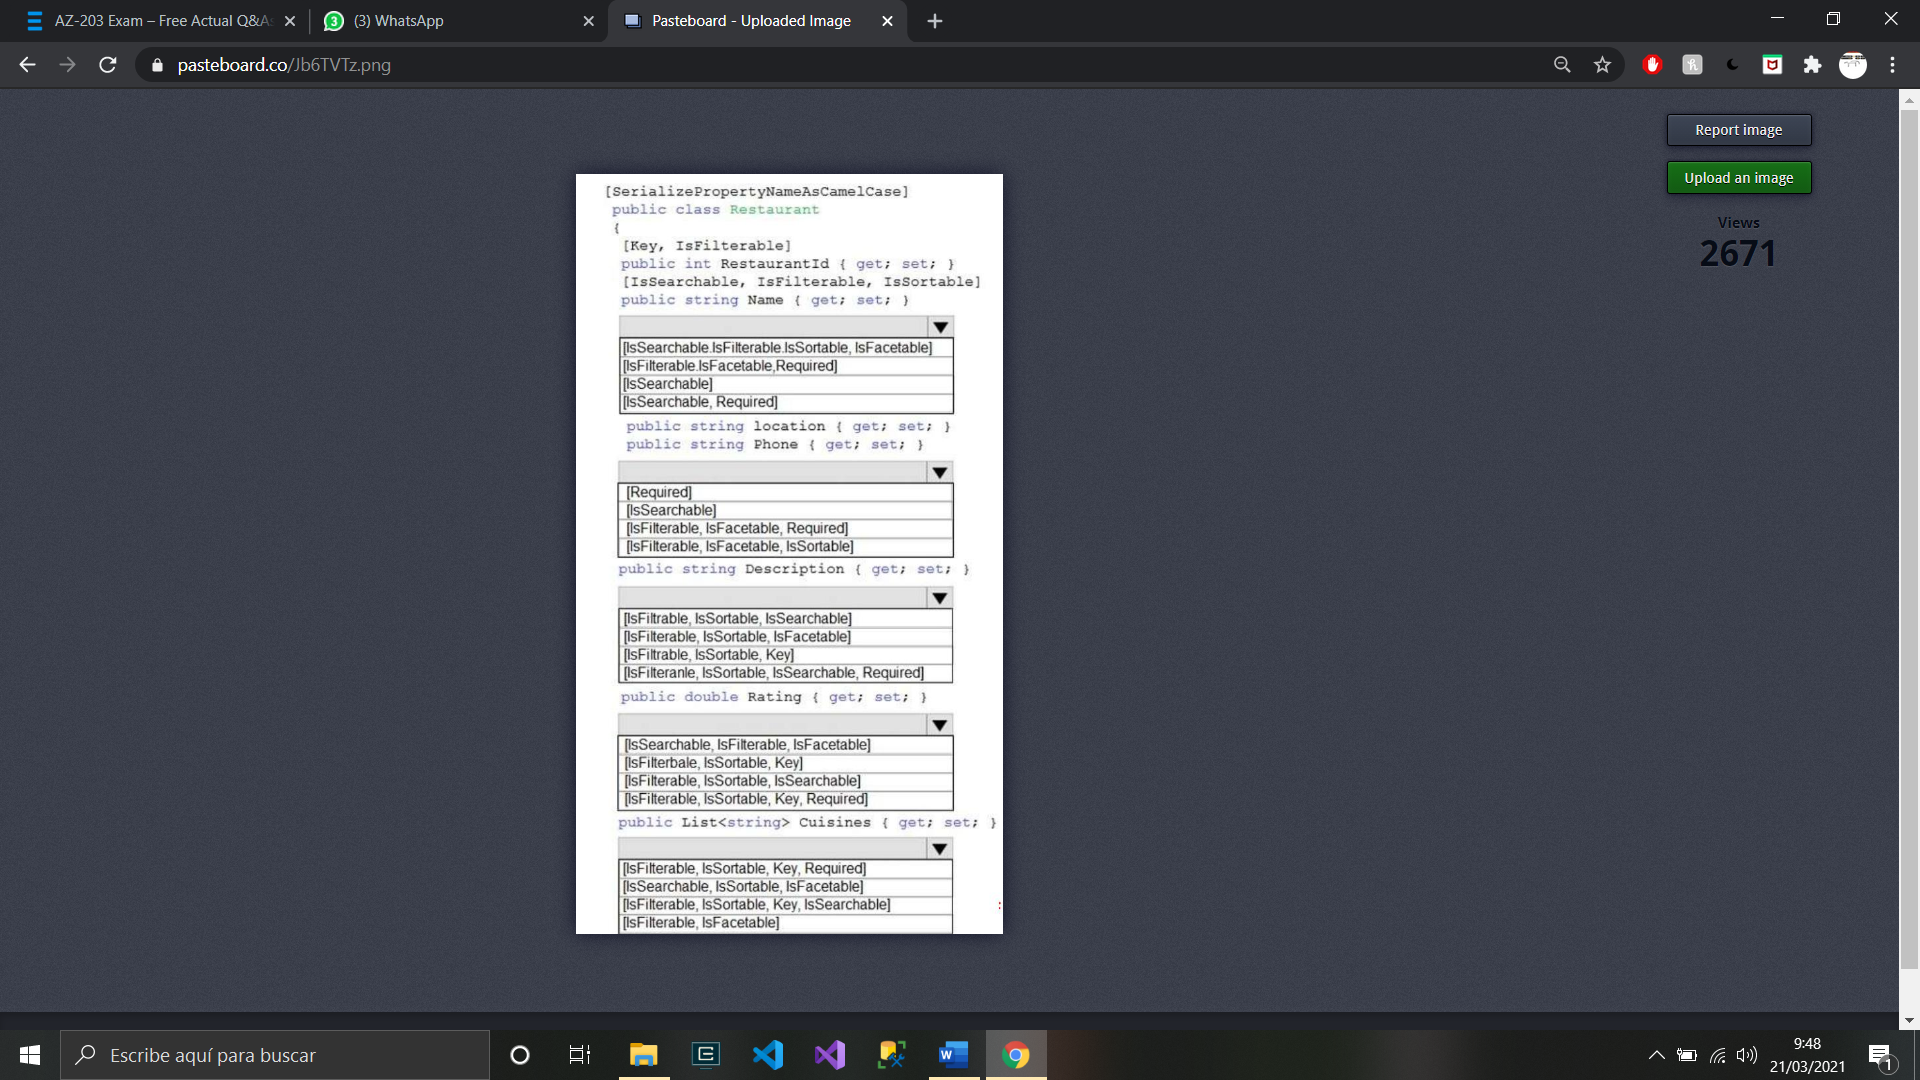 AZ-203 Exam – Free Actual Q&As
(3) WhatsApp
Pasteboard - Uploaded Image
pasteboard.co/Jb6TVTz.png
Report image
Upload an image
Views
2671
[SerializePropertyNameAsCamelCase]
public class Restaurant
{
[Key, IsFilterable]
public int RestaurantId { get; set; }
[IsSearchable, IsFilterable, IsSortable]
public string Name { get; set; }
[IsSearchable.IsFilterable.IsSortable, IsFacetable]
[IsFilterable.IsFacetable,Required]
[IsSearchable]
[IsSearchable, Required]
public string location { get; set; }
public string Phone { get; set; }
[Required]
[IsSearchable]
[IsFilterable, IsFacetable, Required]
[IsFilterable, IsFacetable, IsSortable]
public string Description { get; set; }
[IsFiltrable, IsSortable, IsSearchable]
[IsFilterable, IsSortable, IsFacetable]
[IsFiltrable, IsSortable, Key]
[IsFilteranle, IsSortable, IsSearchable, Required]
public double Rating { get; set; }
[IsSearchable, IsFilterable, IsFacetable]
[IsFilterbale, IsSortable, Key]
[IsFilterable, IsSortable, IsSearchable]
[IsFilterable, IsSortable, Key, Required]
public List<string> Cuisines { get; set; }
[IsFilterable, IsSortable, Key, Required]
[IsSearchable, IsSortable, IsFacetable]
[IsFilterable, IsSortable, Key, IsSearchable]
[IsFilterable, IsFacetable]
Escribe aquí para buscar
9:48
21/03/2021
1